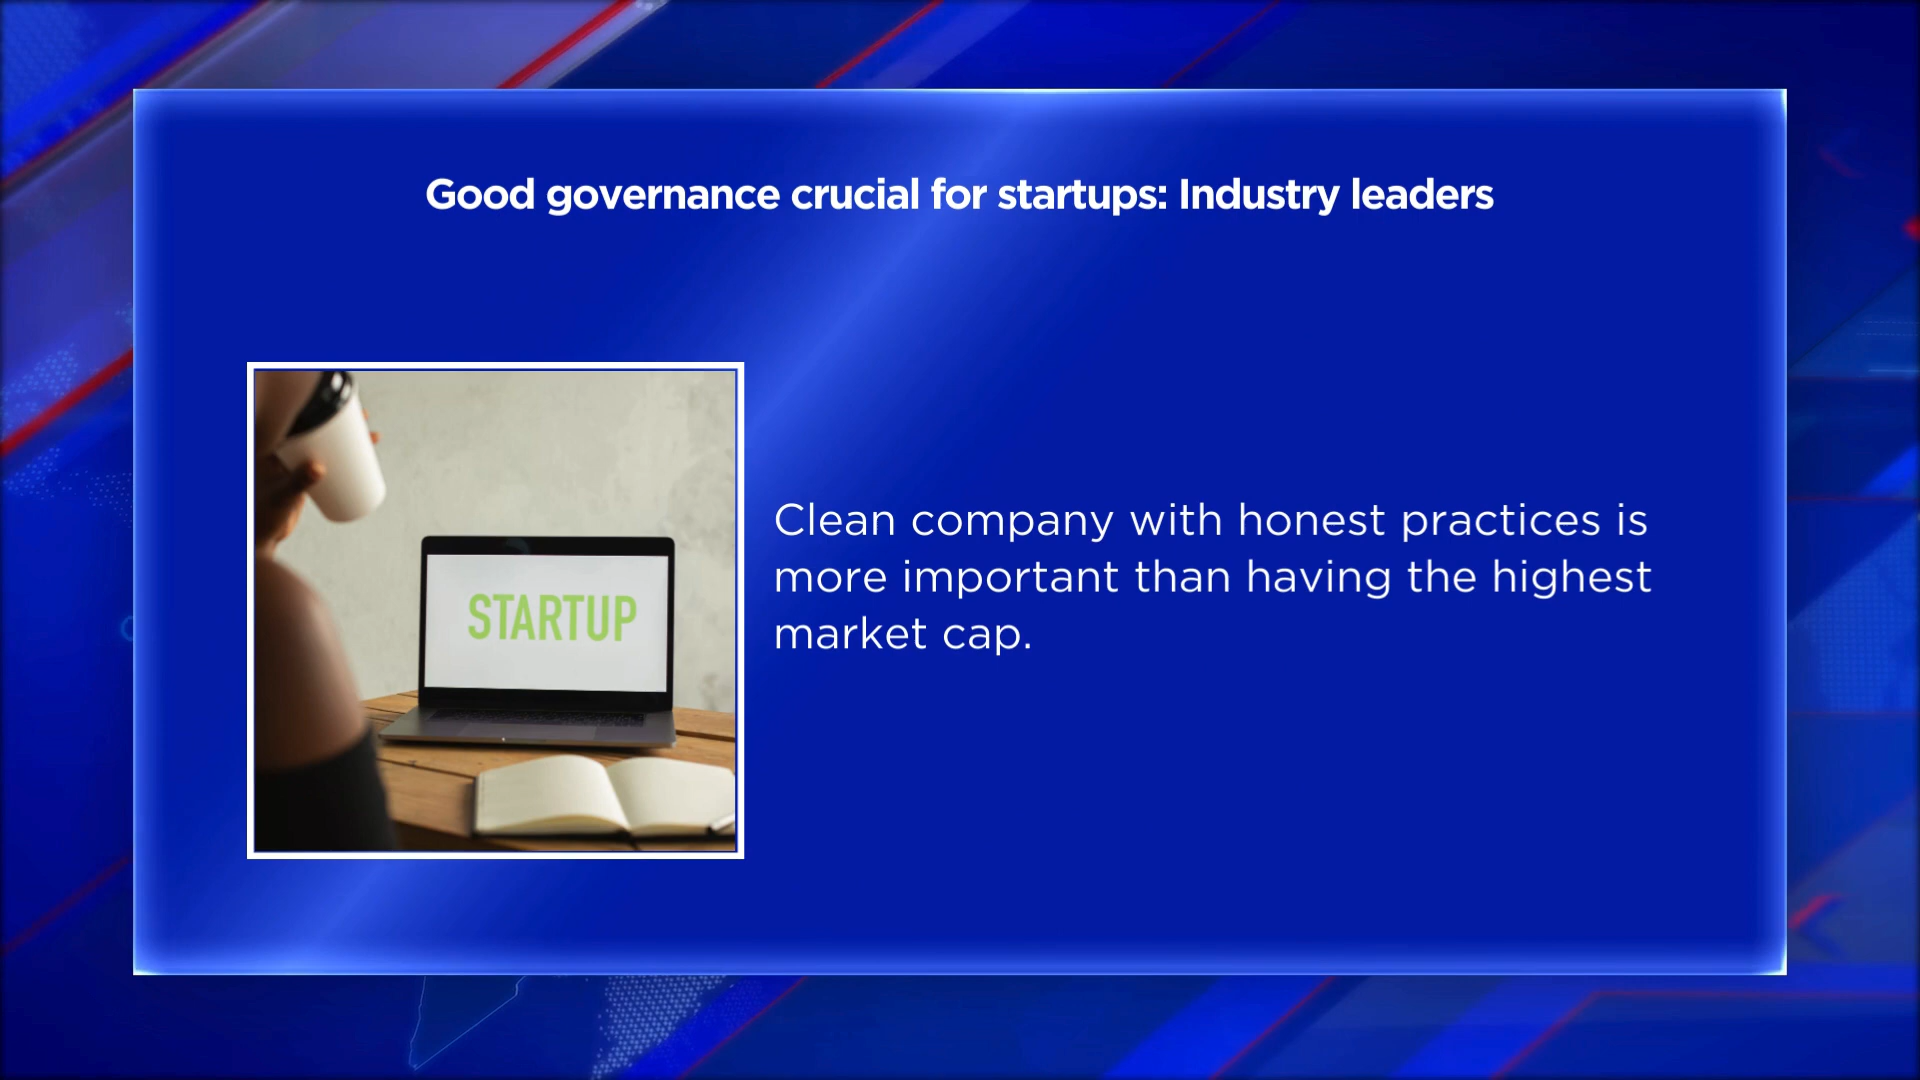 Good governance crucial for startups: Industry leaders
STARTUP
Clean company with honest practices is
more important than having the highest
market cap.